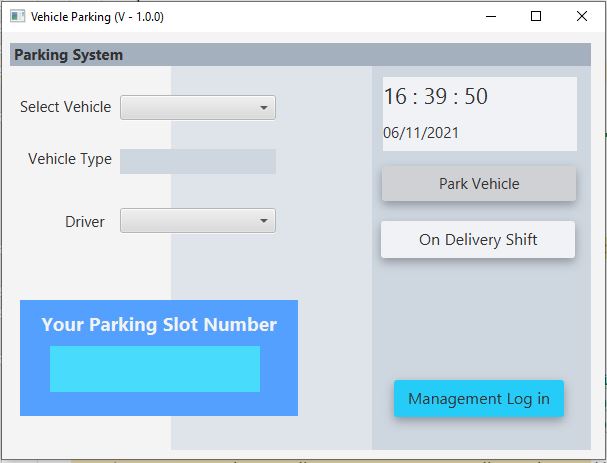 Vehicle Parking (V - 1.0.0)
Parking System
Select Vehicle
Vehicle Type
Driver
Your Parking Slot Number
16 : 39 : 50
06/11/2021
Park Vehicle
On Delivery Shift
Management Log in